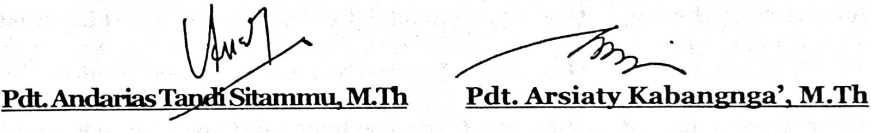 Pdt. Andarias Tandi Sitammu, M.Th Pdt. Arsiaty Kabangnga’, M.Th